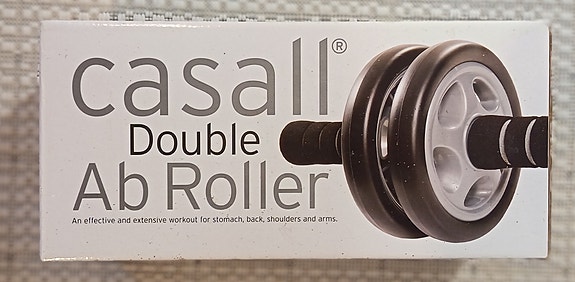 casall®
Double
Ab Roller
An effective and extensive workout for stomach, back, shoulders and arms.